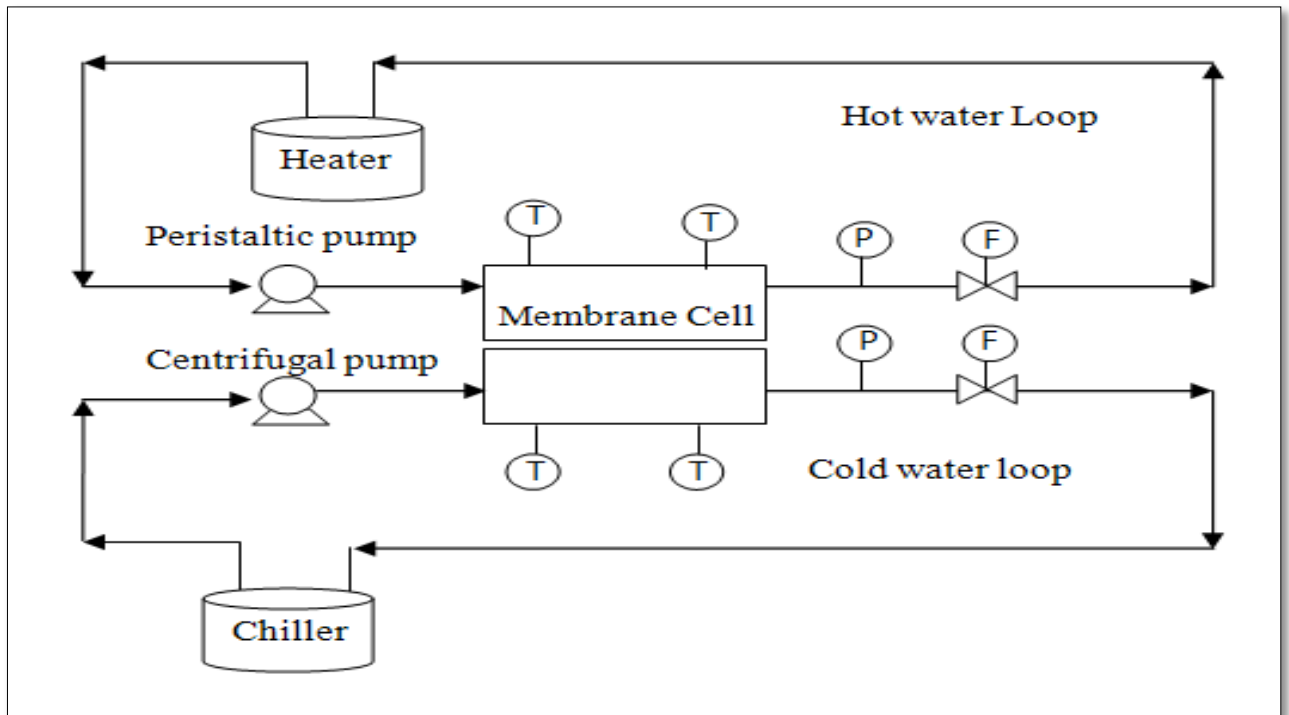 Hot water Loop
Heater
T
T
Peristaltic pump
P
F
Membrane Cell
Centrifugal pump
P
F
T
T
Cold water loop
Chiller